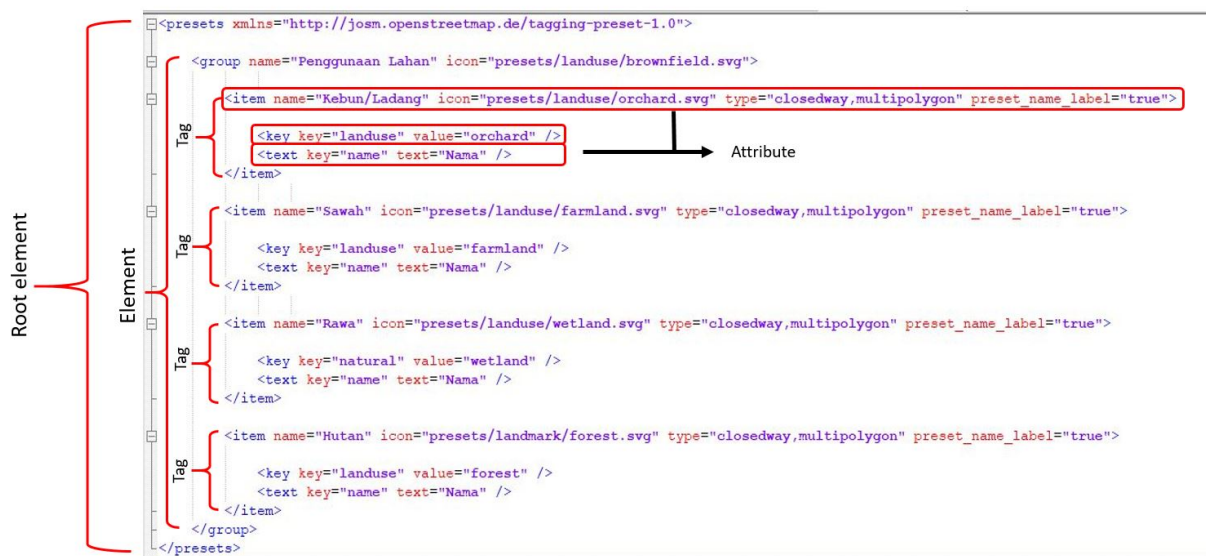 <presets xmlns="http://josm.openstreetmap.de/tagging-preset-1.0">
<group name="Penggunaan Lahan" icon="presets/landuse/brownfield.svg">
<item name="Kebun/Ladang" icon="presets/landuse/orchard.svg" type="closedway,multipolygon" preset_name_label="true">
Tag
<key key="landuse" value="orchard" />
<text key="name" text="Nama" />
Attribute
</item>
<item name="Sawah" icon="presets/landuse/farmland.svg" type="closedway,multipolygon" preset_name_label="true">
Tag
<key key="landuse" value="farmland" />
<text key="name" text="Nama" />
</item>
Root element
Element
<item name="Rawa" icon="presets/landuse/wetland.svg" type="closedway,multipolygon" preset_name_label="true">
Tag
<key key="natural" value="wetland" />
<text key="name" text="Nama" />
</item>
<item name="Hutan" icon="presets/landmark/forest.svg" type="closedway,multipolygon" preset_name_label="true">
Tag
<key key="landuse" value="forest" />
<text key="name" text="Nama" />
</item>
</group>
</presets>